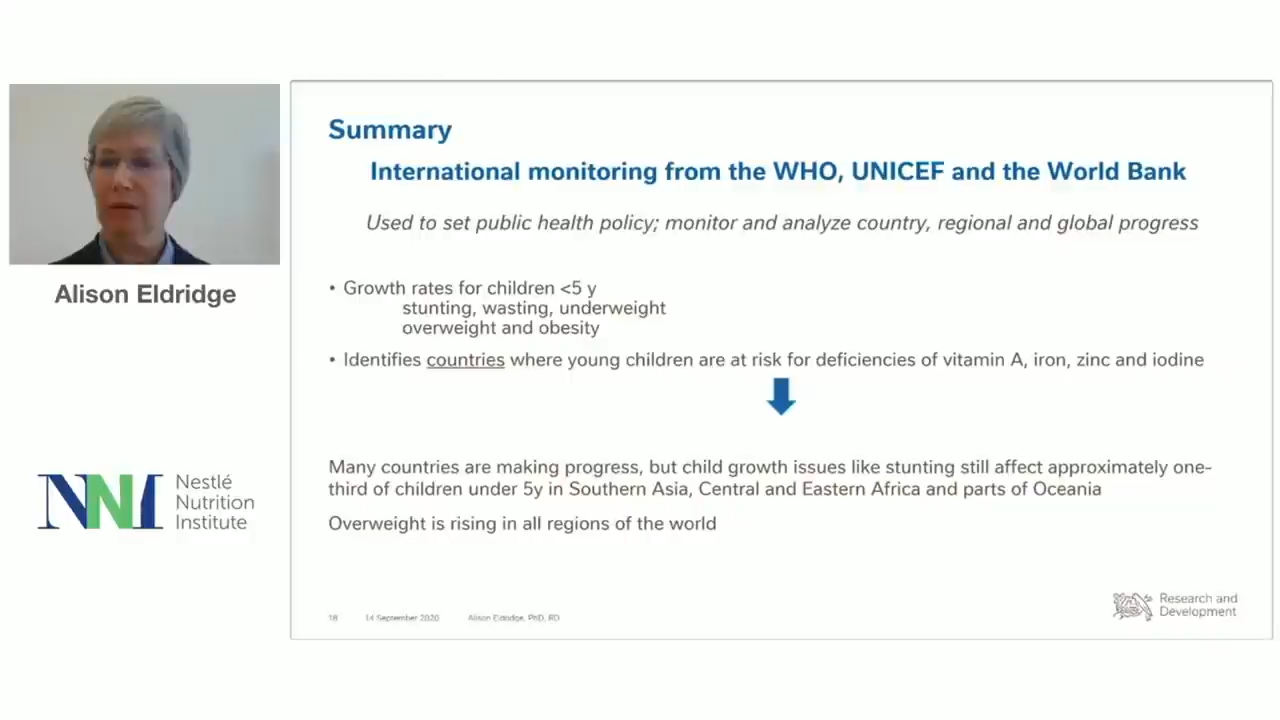 Summary
International monitoring from the WHO, UNICEF and the World Bank
Used to set public health policy; monitor and analyze country, regional and global progress
• Growth rates for children <5 y
stunting, wasting, underweight
overweight and obesity
• Identifies countries where young children are at risk for deficiencies of vitamin A, iron, zinc and iodine
Many countries are making progress, but child growth issues like stunting still affect approximately one-
third of children under 5y in Southern Asia, Central and Eastern Africa and parts of Oceania
Overweight is rising in all regions of the world
18 14 September 2020 Alison Eldridge, PhD, RD
Research and
Development
Alison Eldridge
NNI
Nestlé
Nutrition
Institute